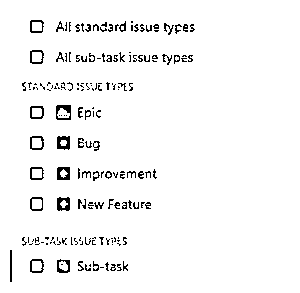 All standard issue types
All sub-task issue types
STANDARD ISSUE TYPES
Epic
Bug
Improvement
New Feature
SUB-TASK ISSUE TYPES
Sub-task